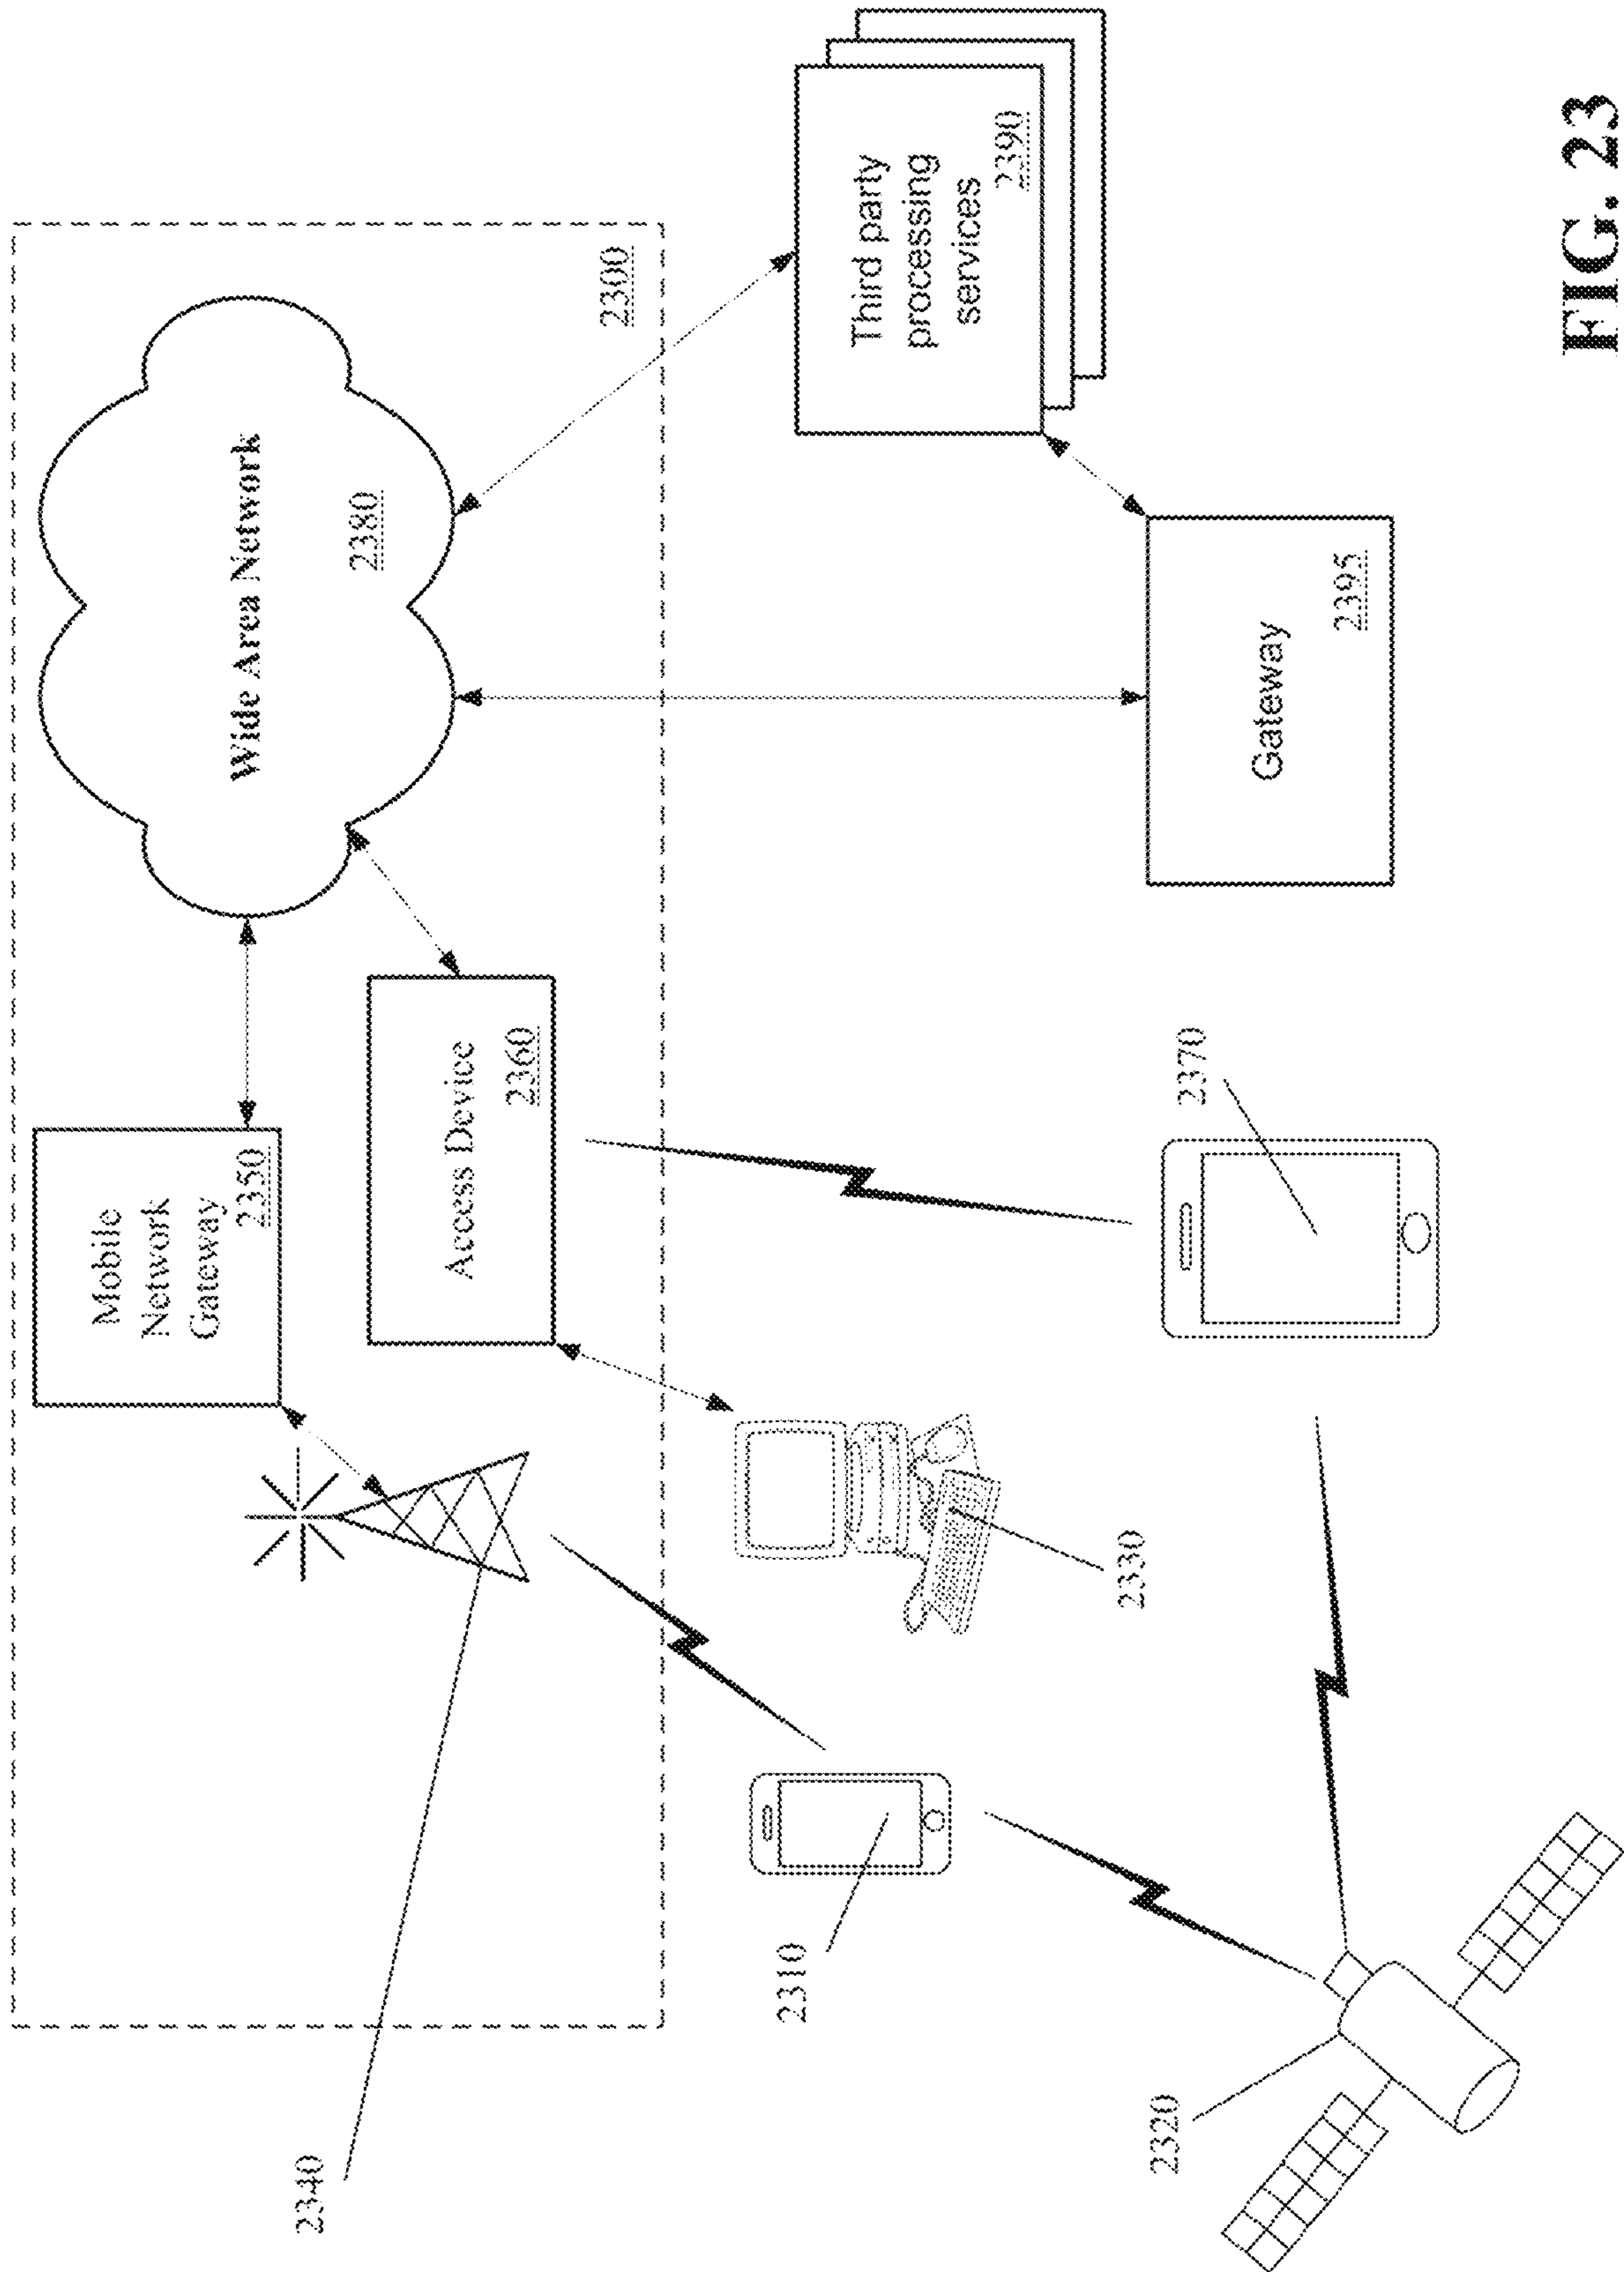 2340
Mobile
Network
Gateway
2350
Wide Area Network
2380
Access Device
2360
2300
2310
2330
2320
2370
Third party
processing
services
2390
Gateway
2395
FIG. 23